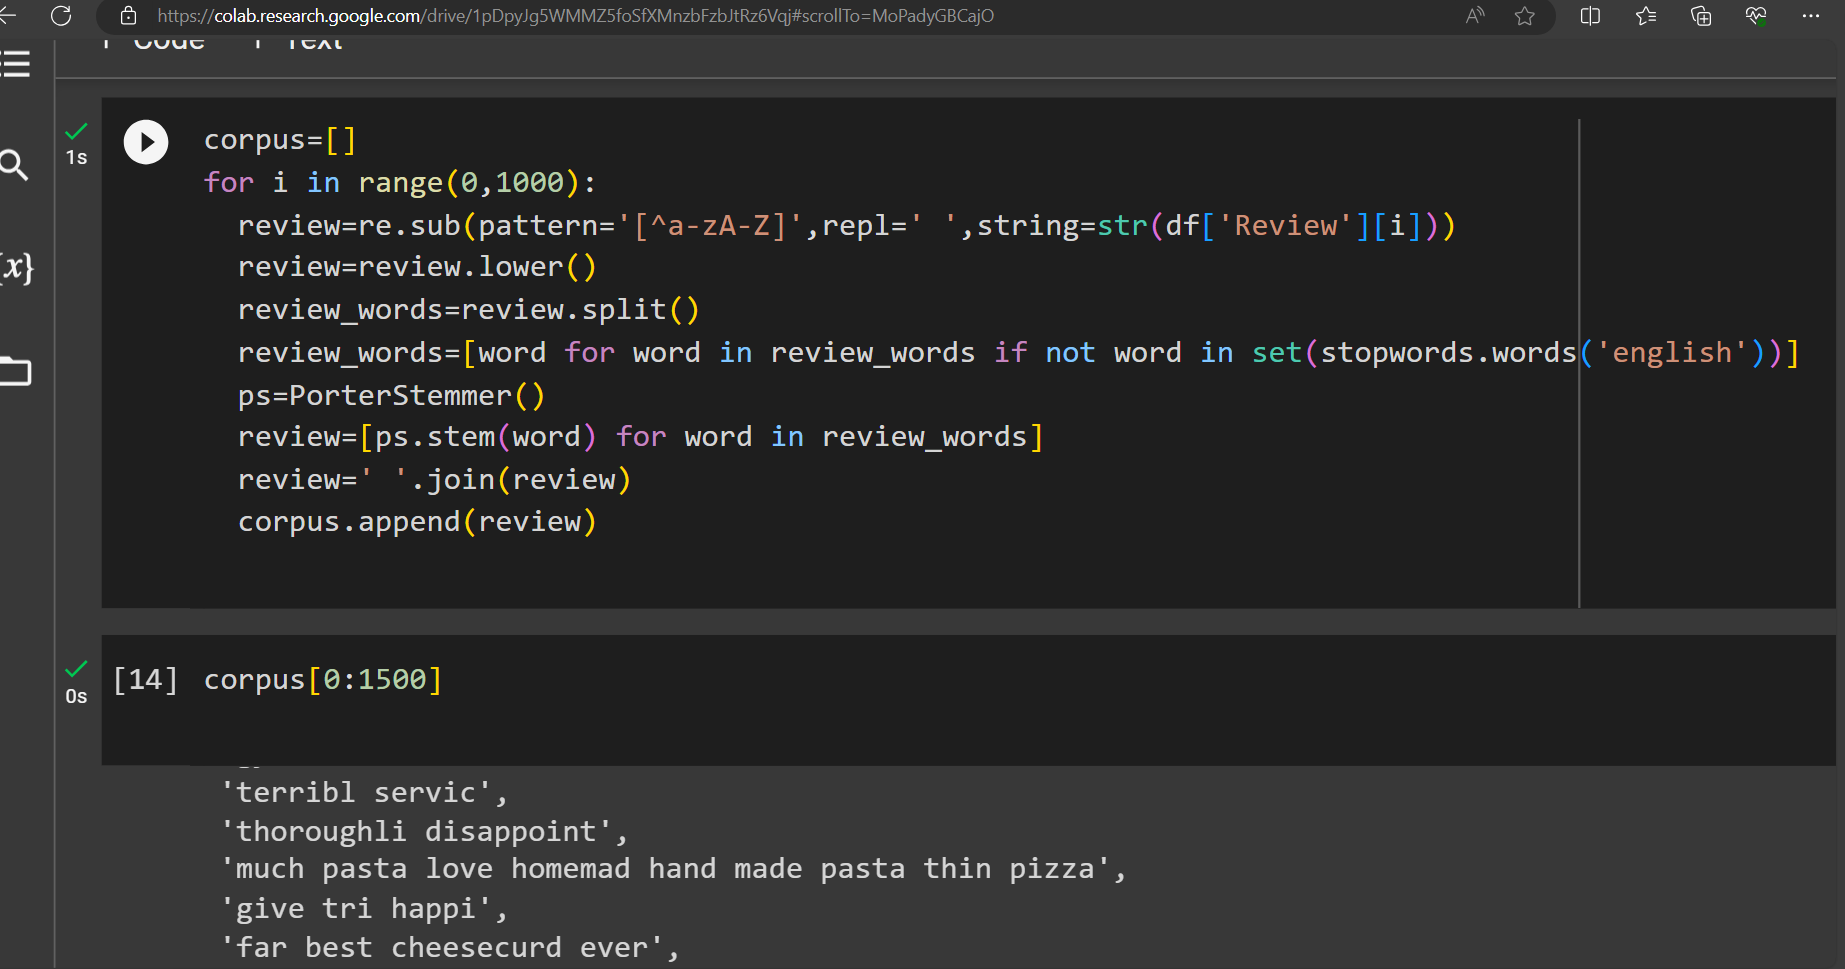 https://colab.research.google.com/drive/1pDpyJg5WMMZ5foSfXMnzbFzbJtRz6Vqj#scrollTo=MoPadyGBCajO
Code Text
1s
corpus=[]
for i in range(0,1000):
review=re.sub(pattern='[^a-zA-Z]',repl=' ',string=str(df['Review'][i]))
review=review.lower()
review_words=review.split()
review_words=[word for word in review_words if not word in set(stopwords.words('english'))]
ps=PorterStemmer()
review=[ps.stem(word) for word in review_words]
review=' '.join(review)
corpus.append(review)
{x}
0s
[14] corpus[0:1500]
'terribl servic',
'thoroughli disappoint',
'much pasta love homemad hand made pasta thin pizza',
'give tri happi',
'far best cheesecurd ever',